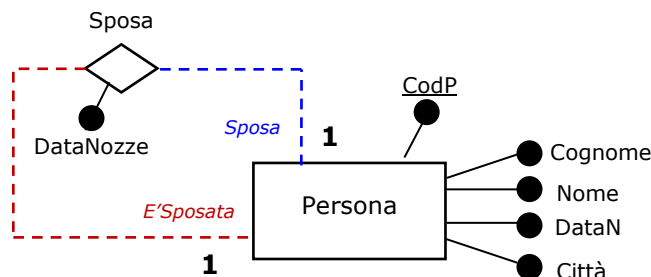 Sposa
CodP
Sposa
1
DataNozze
Cognome
Nome
E'Sposata
Persona
DataN
1
Città